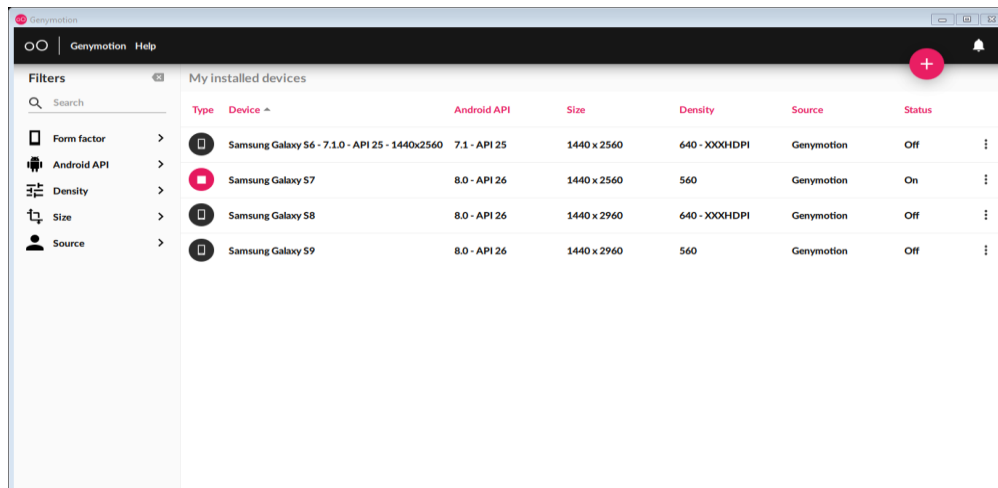 Genymotion
Genymotion Help
Filters
Search
Form factor
Android API
Density
Size
Source
My installed devices
Type Device Android API Size Density Source Status
Samsung Galaxy S6 - 7.1.0 - API 25 - 1440x2560 7.1 - API 25 1440 x 2560 640 - XXXHDPI Genymotion Off
Samsung Galaxy S7 8.0 - API 26 1440 x 2560 560 Genymotion On
Samsung Galaxy S8 8.0 - API 26 1440 x 2960 640 - XXXHDPI Genymotion Off
Samsung Galaxy S9 8.0 - API 26 1440 x 2960 560 Genymotion Off